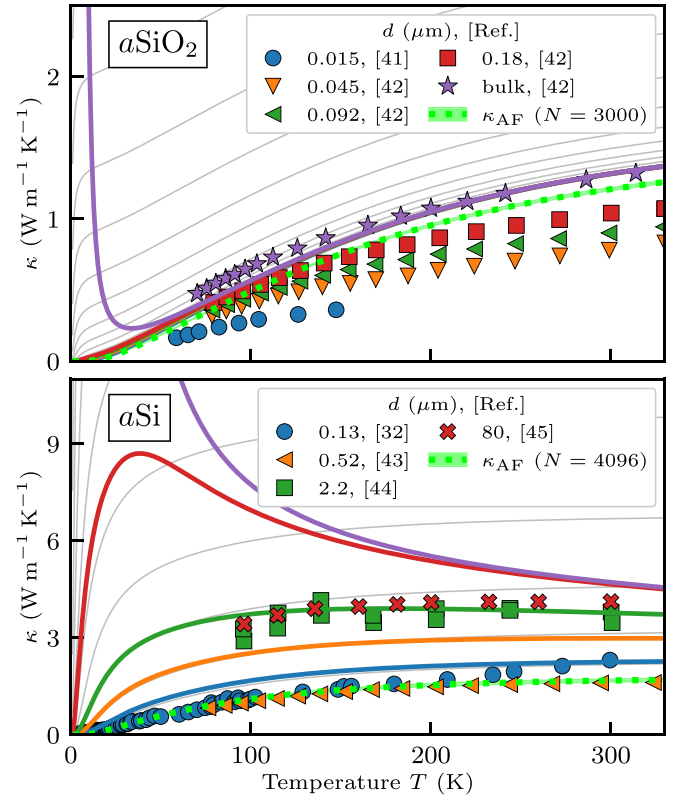 aSiO₂
d (μm), [Ref.]
0.015, [41]
0.18, [42]
0.045, [42]
bulk, [42]
0.092, [42]
κ_AF (N = 3000)
2
1
0
κ (W m⁻¹ K⁻¹)
aSi
d (μm), [Ref.]
0.13, [32]
80, [45]
0.52, [43]
κ_AF (N = 4096)
2.2, [44]
9
6
3
0
κ (W m⁻¹ K⁻¹)
0 100 200 300
Temperature T (K)